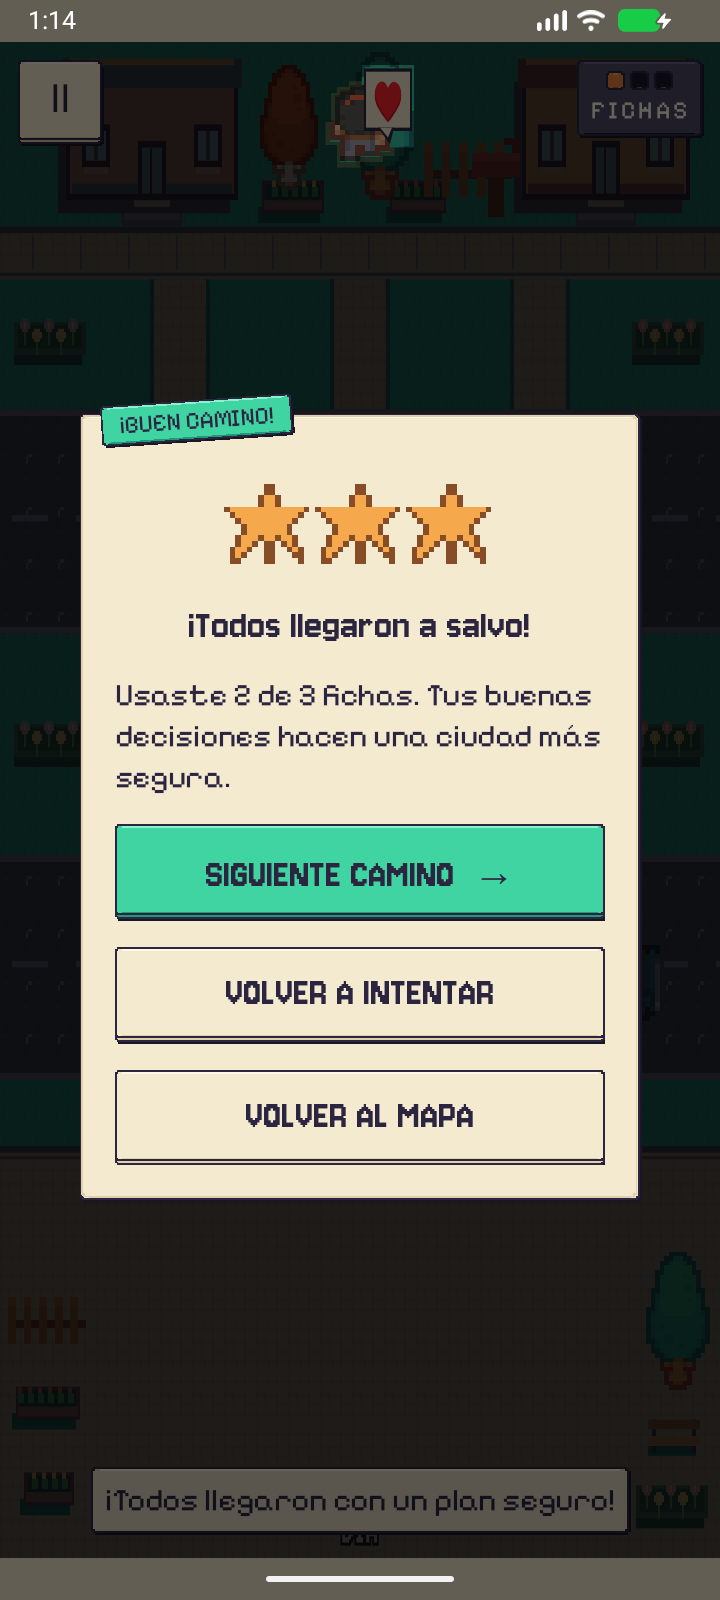 1:14
FICHAS
¡BUEN CAMINO!
¡Todos llegaron a salvo!
Usaste 2 de 3 fichas. Tus buenas
decisiones hacen una ciudad más
segura.
SIGUIENTE CAMINO →
VOLVER A INTENTAR
VOLVER AL MAPA
¡Todos llegaron con un plan seguro!